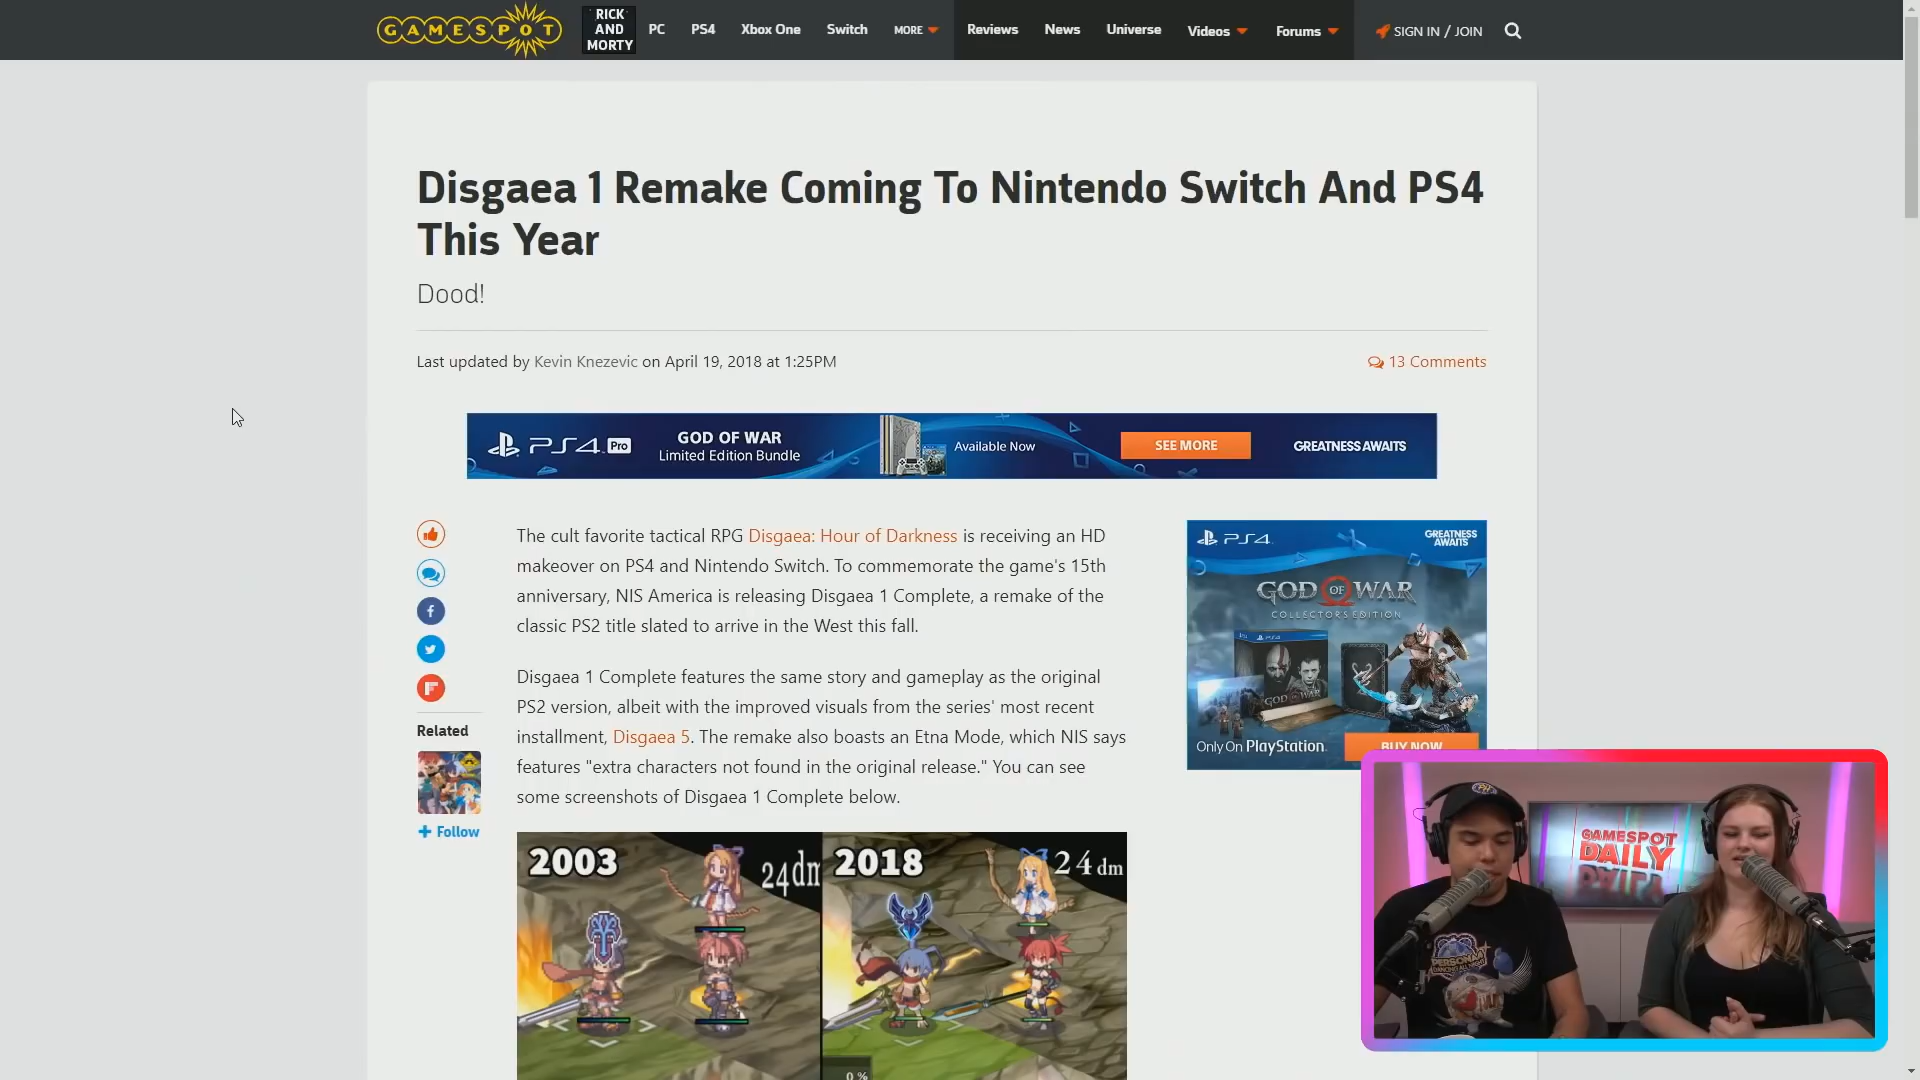 GAMESPOT
RICK AND MORTY
PC
PS4
Xbox One
Switch
MORE
Reviews
News
Universe
Videos
Forums
SIGN IN / JOIN
Disgaea 1 Remake Coming To Nintendo Switch And PS4
This Year
Dood!
Last updated by Kevin Knezevic on April 19, 2018 at 1:25PM
13 Comments
PS4 Pro
GOD OF WAR
Limited Edition Bundle
Available Now
SEE MORE
GREATNESS AWAITS
The cult favorite tactical RPG Disgaea: Hour of Darkness is receiving an HD
makeover on PS4 and Nintendo Switch. To commemorate the game's 15th
anniversary, NIS America is releasing Disgaea 1 Complete, a remake of the
classic PS2 title slated to arrive in the West this fall.
Disgaea 1 Complete features the same story and gameplay as the original
PS2 version, albeit with the improved visuals from the series' most recent
installment, Disgaea 5. The remake also boasts an Etna Mode, which NIS says
features "extra characters not found in the original release." You can see
some screenshots of Disgaea 1 Complete below.
Related
Follow
PS4
GREATNESS
AWAITS
GOD OF WAR
COLLECTOR'S EDITION
Only On PlayStation
BUY NOW
2003
24dm
2018
24 dm
0 %
GAMESPOT
DAILY
PERSONA4
DANCING ALL NIGHT